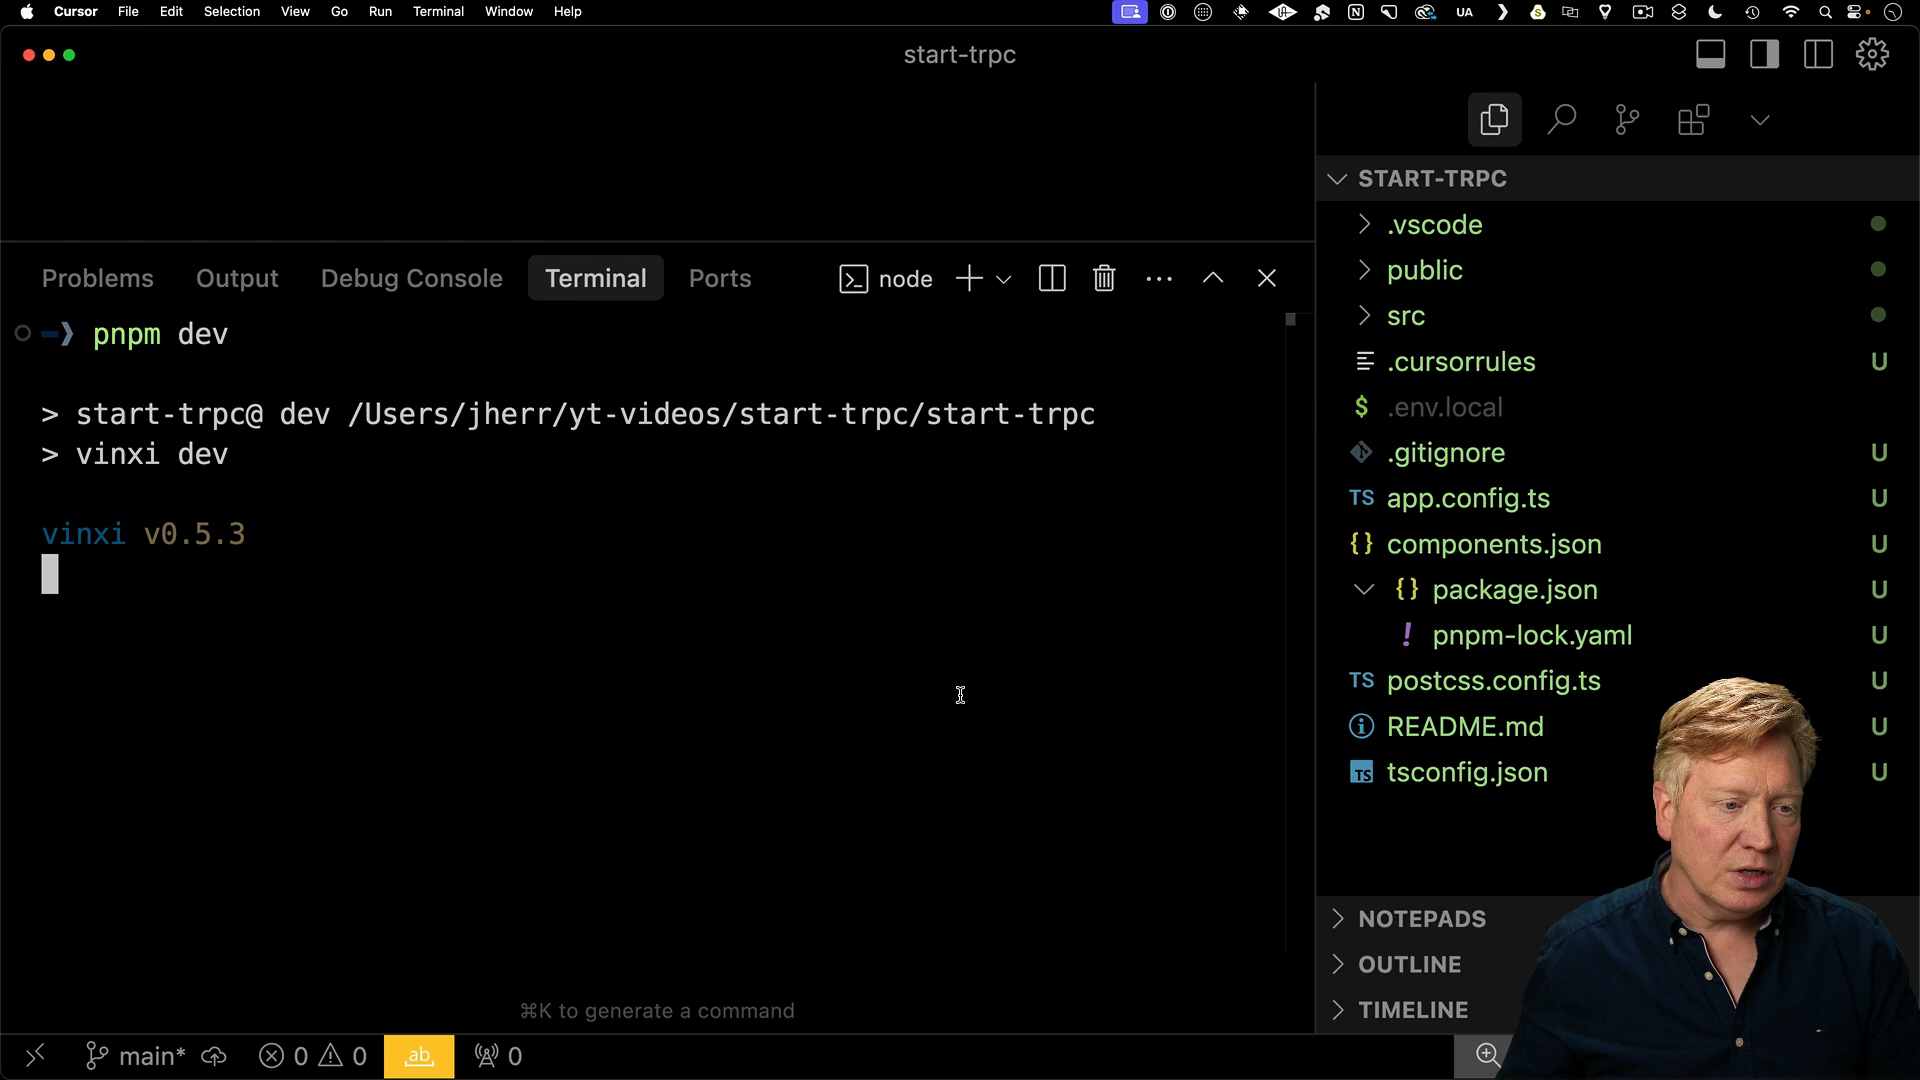 Cursor File Edit Selection View Go Run Terminal Window Help UA
start-trpc
Problems Output Debug Console Terminal Ports node
pnpm dev
> start-trpc@ dev /Users/jherr/yt-videos/start-trpc/start-trpc
> vinxi dev
vinxi v0.5.3
⌘K to generate a command
START-TRPC
.vscode
public
src
.cursorrules U
$ .env.local
.gitignore U
TS app.config.ts U
{} components.json U
{} package.json U
! pnpm-lock.yaml U
TS postcss.config.ts U
README.md U
TS tsconfig.json U
NOTEPADS
OUTLINE
TIMELINE
main* 0 0 ab 0